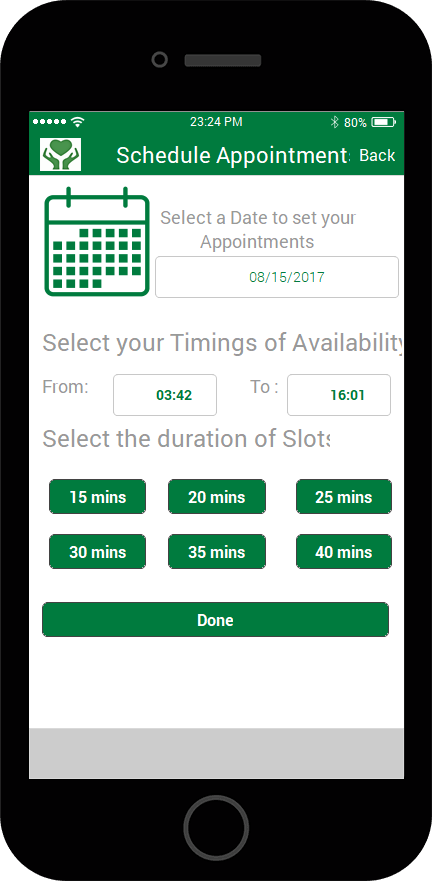 23:24 PM 80%
Schedule Appointment Back
Select a Date to set your
Appointments
08/15/2017
Select your Timings of Availability
From: 03:42 To : 16:01
Select the duration of Slots
15 mins 20 mins 25 mins
30 mins 35 mins 40 mins
Done